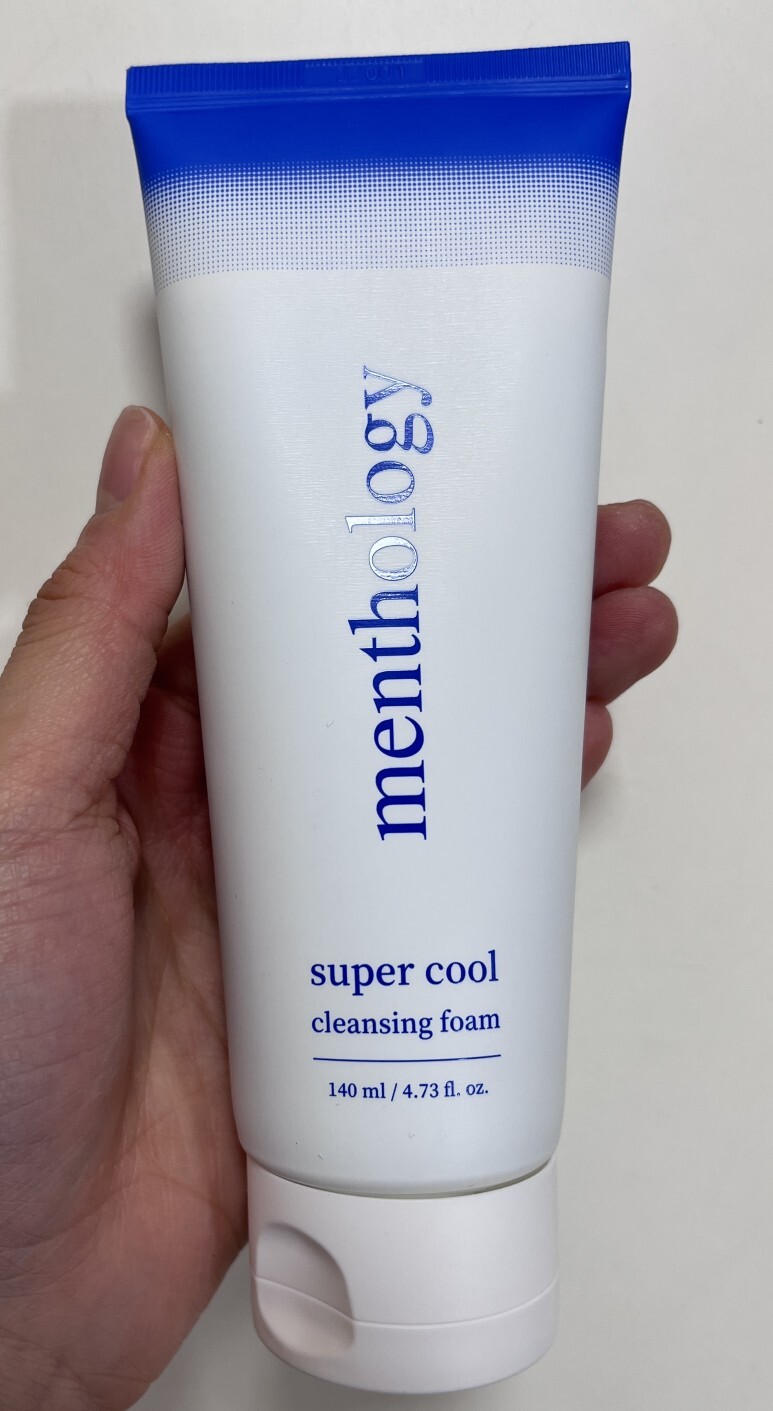 menthology
super cool
cleansing foam
140 ml / 4.73 fl. oz.